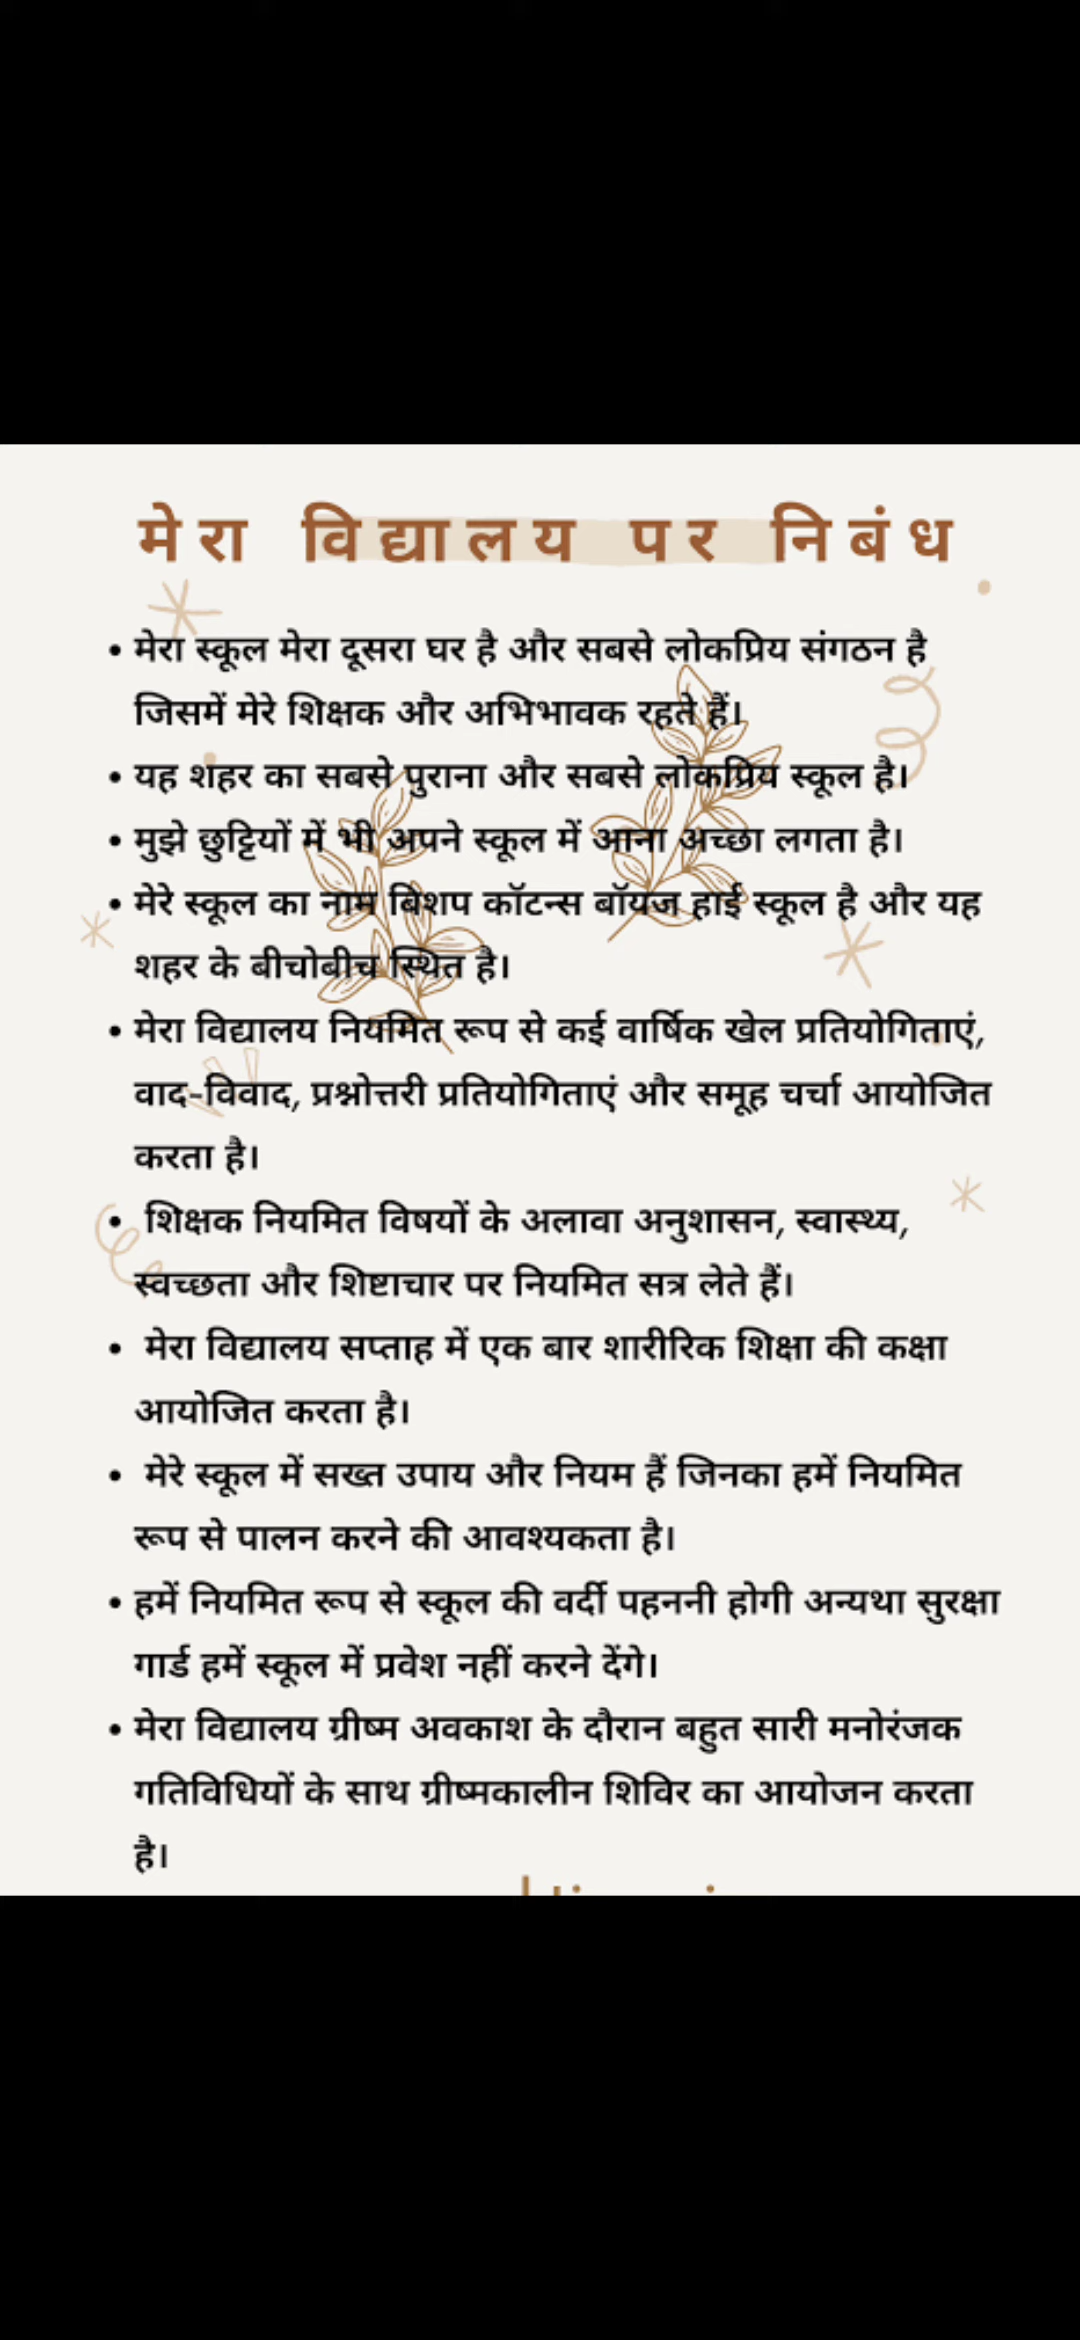 मेरा विद्यालय पर निबंध
• मेरा स्कूल मेरा दूसरा घर है और सबसे लोकप्रिय संगठन है
जिसमें मेरे शिक्षक और अभिभावक रहते हैं।
• यह शहर का सबसे पुराना और सबसे लोकप्रिय स्कूल है।
• मुझे छुट्टियों में भी अपने स्कूल में आना अच्छा लगता है।
• मेरे स्कूल का नाम बिशप कॉटन्स बॉयज हाई स्कूल है और यह
शहर के बीचोबीच स्थित है।
• मेरा विद्यालय नियमित रूप से कई वार्षिक खेल प्रतियोगिताएं,
वाद-विवाद, प्रश्नोत्तरी प्रतियोगिताएं और समूह चर्चा आयोजित
करता है।
• शिक्षक नियमित विषयों के अलावा अनुशासन, स्वास्थ्य,
स्वच्छता और शिष्टाचार पर नियमित सत्र लेते हैं।
• मेरा विद्यालय सप्ताह में एक बार शारीरिक शिक्षा की कक्षा
आयोजित करता है।
• मेरे स्कूल में सख्त उपाय और नियम हैं जिनका हमें नियमित
रूप से पालन करने की आवश्यकता है।
• हमें नियमित रूप से स्कूल की वर्दी पहननी होगी अन्यथा सुरक्षा
गार्ड हमें स्कूल में प्रवेश नहीं करने देंगे।
• मेरा विद्यालय ग्रीष्म अवकाश के दौरान बहुत सारी मनोरंजक
गतिविधियों के साथ ग्रीष्मकालीन शिविर का आयोजन करता
है।